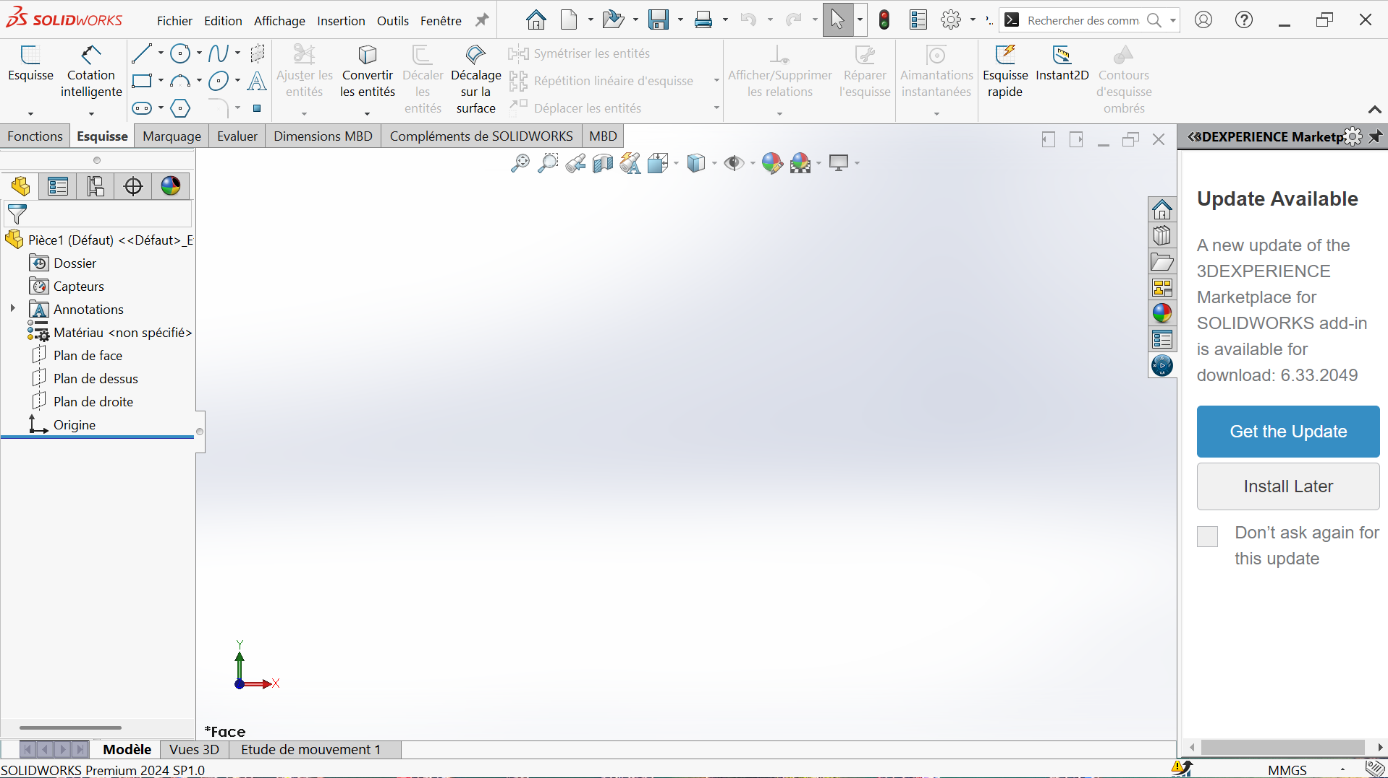 SOLIDWORKS
Fichier Edition Affichage Insertion Outils Fenêtre
Rechercher des comm
Esquisse
Cotation
intelligente
Ajuster les
entités
Convertir
les entités
Décaler
les
entités
Décalage
sur la
surface
Symétriser les entités
Répétition linéaire d'esquisse
Déplacer les entités
Afficher/Supprimer
les relations
Réparer
l'esquisse
Aimantations
instantanées
Esquisse
rapide
Instant2D
Contours
d'esquisse
ombrés
Fonctions Esquisse Marquage Evaluer Dimensions MBD Compléments de SOLIDWORKS MBD
3DEXPERIENCE Marketp
Pièce1 (Défaut) <<Défaut>_E
Dossier
Capteurs
Annotations
Matériau <non spécifié>
Plan de face
Plan de dessus
Plan de droite
Origine
Update Available
A new update of the
3DEXPERIENCE
Marketplace for
SOLIDWORKS add-in
is available for
download: 6.33.2049
Get the Update
Install Later
Don't ask again for
this update
Y
X
*Face
Modèle Vues 3D Etude de mouvement 1
SOLIDWORKS Premium 2024 SP1.0
MMGS